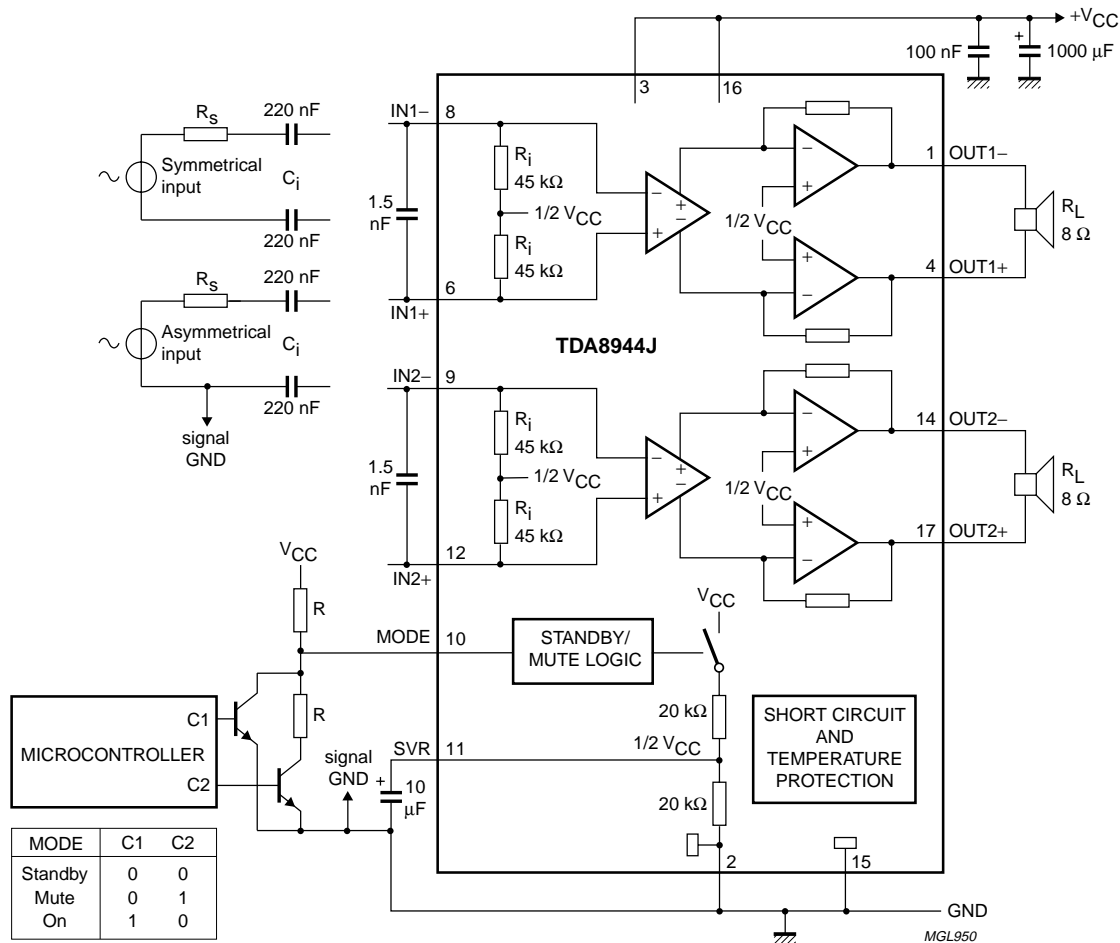 +VCC
100 nF
+
1000 µF
3
16
220 nF
RS
Symmetrical
input
Ci
220 nF
220 nF
RS
Asymmetrical
input
Ci
220 nF
signal
GND
IN1−
8
Ri
45 kΩ
1.5
nF
1/2 VCC
Ri
45 kΩ
6
IN1+
−
+
−
+
−
+
1/2 VCC
+
−
1
OUT1−
RL
8 Ω
4
OUT1+
TDA8944J
IN2−
9
Ri
45 kΩ
1.5
nF
1/2 VCC
Ri
45 kΩ
12
IN2+
−
+
−
+
−
+
1/2 VCC
+
−
14
OUT2−
RL
8 Ω
17
OUT2+
VCC
R
MODE
10
STANDBY/
MUTE LOGIC
VCC
R
MICROCONTROLLER
C1
C2
signal
GND
SVR
11
+
10
µF
20 kΩ
1/2 VCC
20 kΩ
SHORT CIRCUIT
AND
TEMPERATURE
PROTECTION
2
15
GND
MODE C1 C2
Standby 0 0
Mute 0 1
On 1 0
MGL950